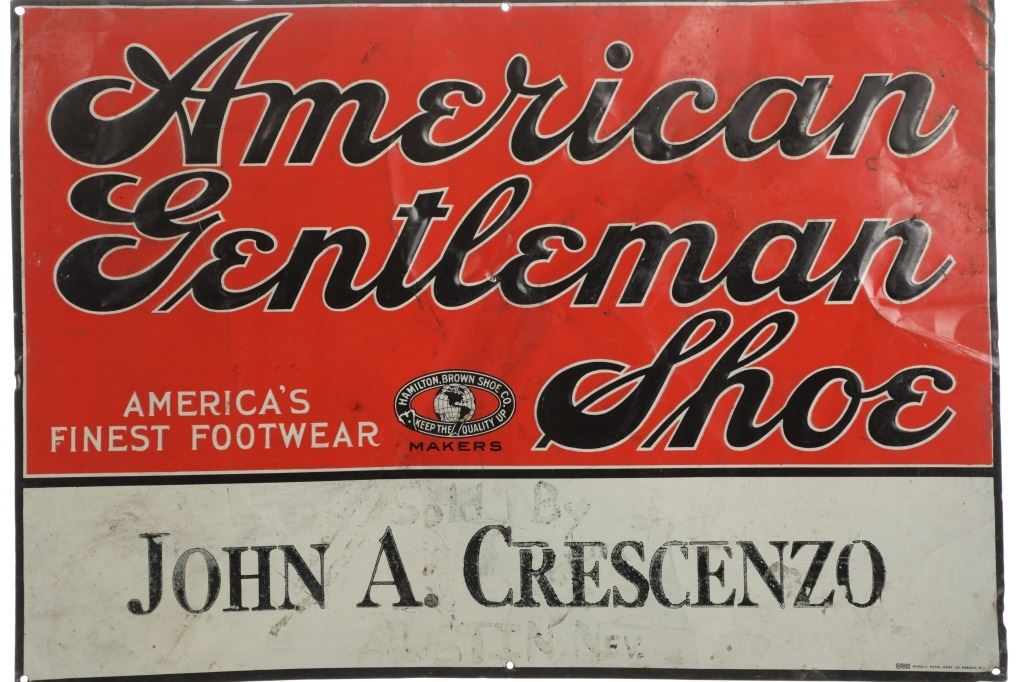 American
Gentleman
Shoe
AMERICA'S
FINEST FOOTWEAR
HAMILTON, BROWN SHOE CO.
KEEP THE QUALITY UP
MAKERS
Sold By
JOHN A. CRESCENZO